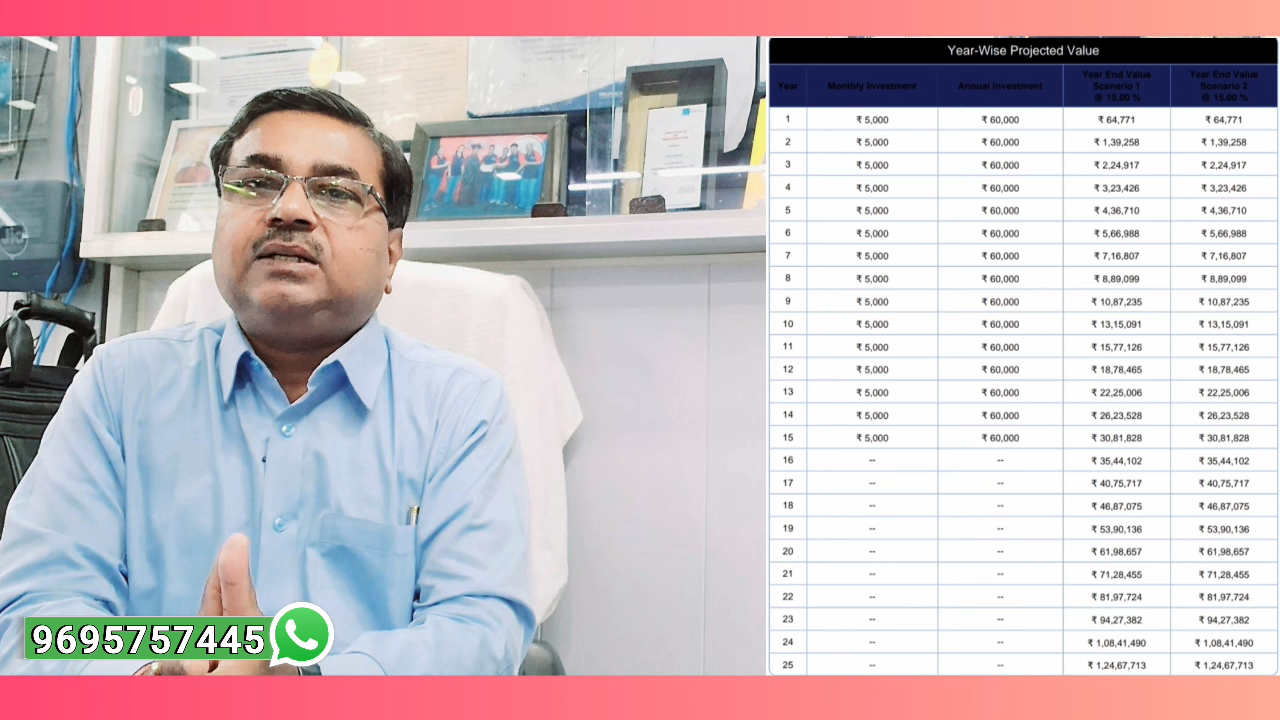 Year-Wise Projected Value
Year Monthly Investment Annual Investment Year End Value Scenario 1 @ 15.00 % Year End Value Scenario 2 @ 15.00 %
1 ₹ 5,000 ₹ 60,000 ₹ 64,771 ₹ 64,771
2 ₹ 5,000 ₹ 60,000 ₹ 1,39,258 ₹ 1,39,258
3 ₹ 5,000 ₹ 60,000 ₹ 2,24,917 ₹ 2,24,917
4 ₹ 5,000 ₹ 60,000 ₹ 3,23,426 ₹ 3,23,426
5 ₹ 5,000 ₹ 60,000 ₹ 4,36,710 ₹ 4,36,710
6 ₹ 5,000 ₹ 60,000 ₹ 5,66,988 ₹ 5,66,988
7 ₹ 5,000 ₹ 60,000 ₹ 7,16,807 ₹ 7,16,807
8 ₹ 5,000 ₹ 60,000 ₹ 8,89,099 ₹ 8,89,099
9 ₹ 5,000 ₹ 60,000 ₹ 10,87,235 ₹ 10,87,235
10 ₹ 5,000 ₹ 60,000 ₹ 13,15,091 ₹ 13,15,091
11 ₹ 5,000 ₹ 60,000 ₹ 15,77,126 ₹ 15,77,126
12 ₹ 5,000 ₹ 60,000 ₹ 18,78,465 ₹ 18,78,465
13 ₹ 5,000 ₹ 60,000 ₹ 22,25,006 ₹ 22,25,006
14 ₹ 5,000 ₹ 60,000 ₹ 26,23,528 ₹ 26,23,528
15 ₹ 5,000 ₹ 60,000 ₹ 30,81,828 ₹ 30,81,828
16 -- -- ₹ 35,44,102 ₹ 35,44,102
17 -- -- ₹ 40,75,717 ₹ 40,75,717
18 -- -- ₹ 46,87,075 ₹ 46,87,075
19 -- -- ₹ 53,90,136 ₹ 53,90,136
20 -- -- ₹ 61,98,657 ₹ 61,98,657
21 -- -- ₹ 71,28,455 ₹ 71,28,455
22 -- -- ₹ 81,97,724 ₹ 81,97,724
23 -- -- ₹ 94,27,382 ₹ 94,27,382
24 -- -- ₹ 1,08,41,490 ₹ 1,08,41,490
25 -- -- ₹ 1,24,67,713 ₹ 1,24,67,713
9695757445